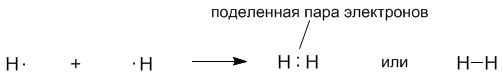 поделенная пара электронов
H· + ·H ⟶ H : H или H–H